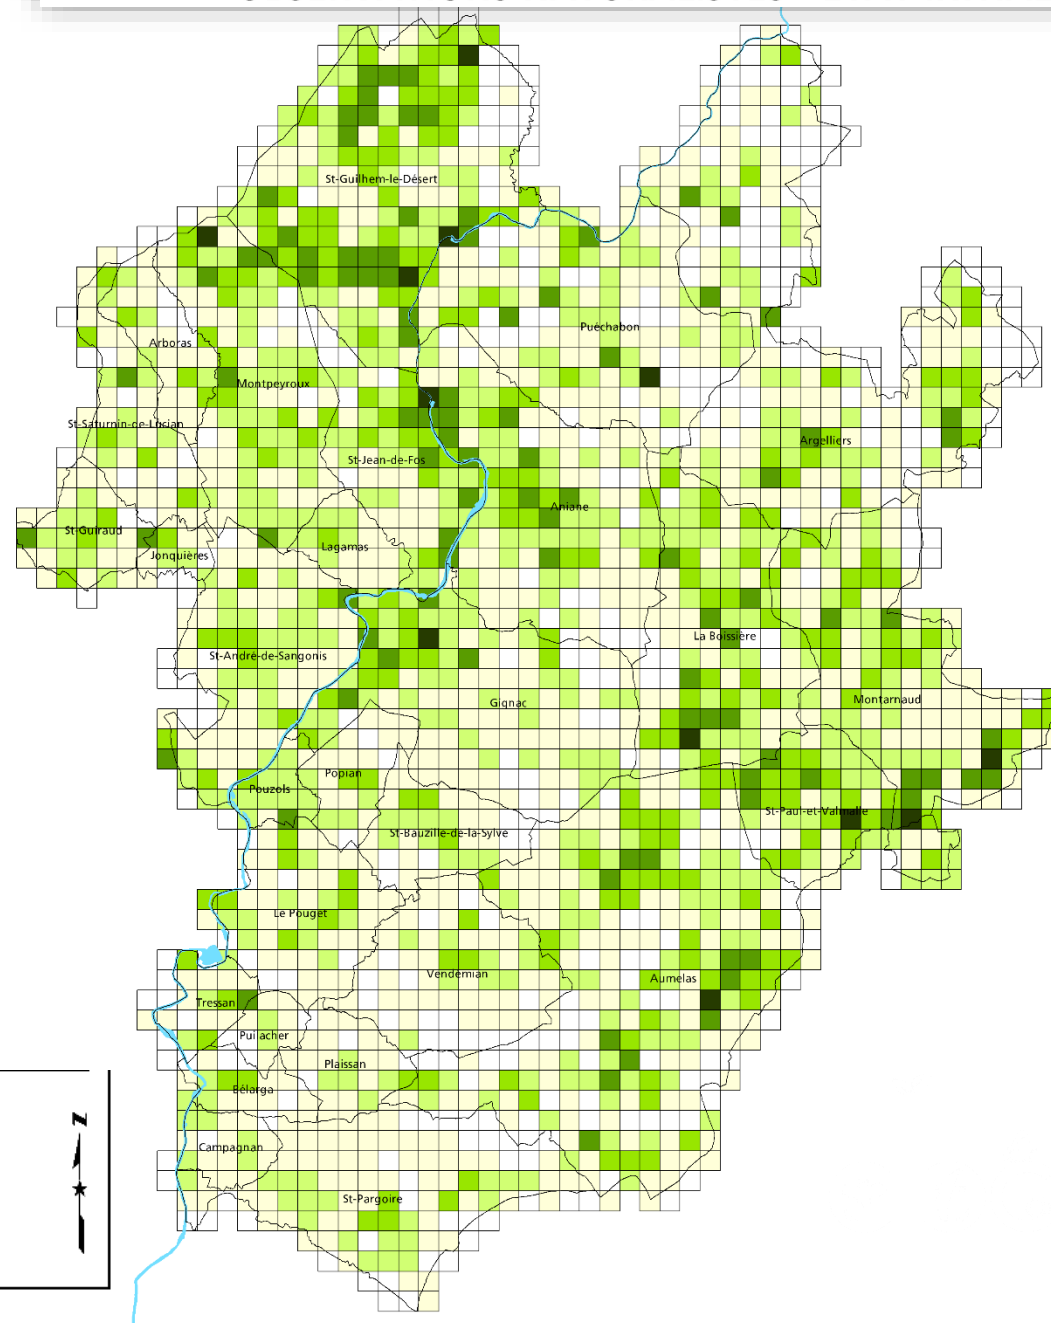 St-Guilhem-le-Désert
Puéchabon
Arboras
Montpeyroux
St-Saturnin-de-Lucian
Argelliers
St-Jean-de-Fos
Aniane
St-Guiraud
Lagamas
Jonquières
La Boissière
St-André-de-Sangonis
Gignac
Montarnaud
Popian
Pouzols
St-Paul-et-Valmalle
St-Bauzille-de-la-Sylve
Le Pouget
Vendémian
Aumelas
Tressan
Puilacher
Plaissan
Bélarga
Campagnan
St-Pargoire
N